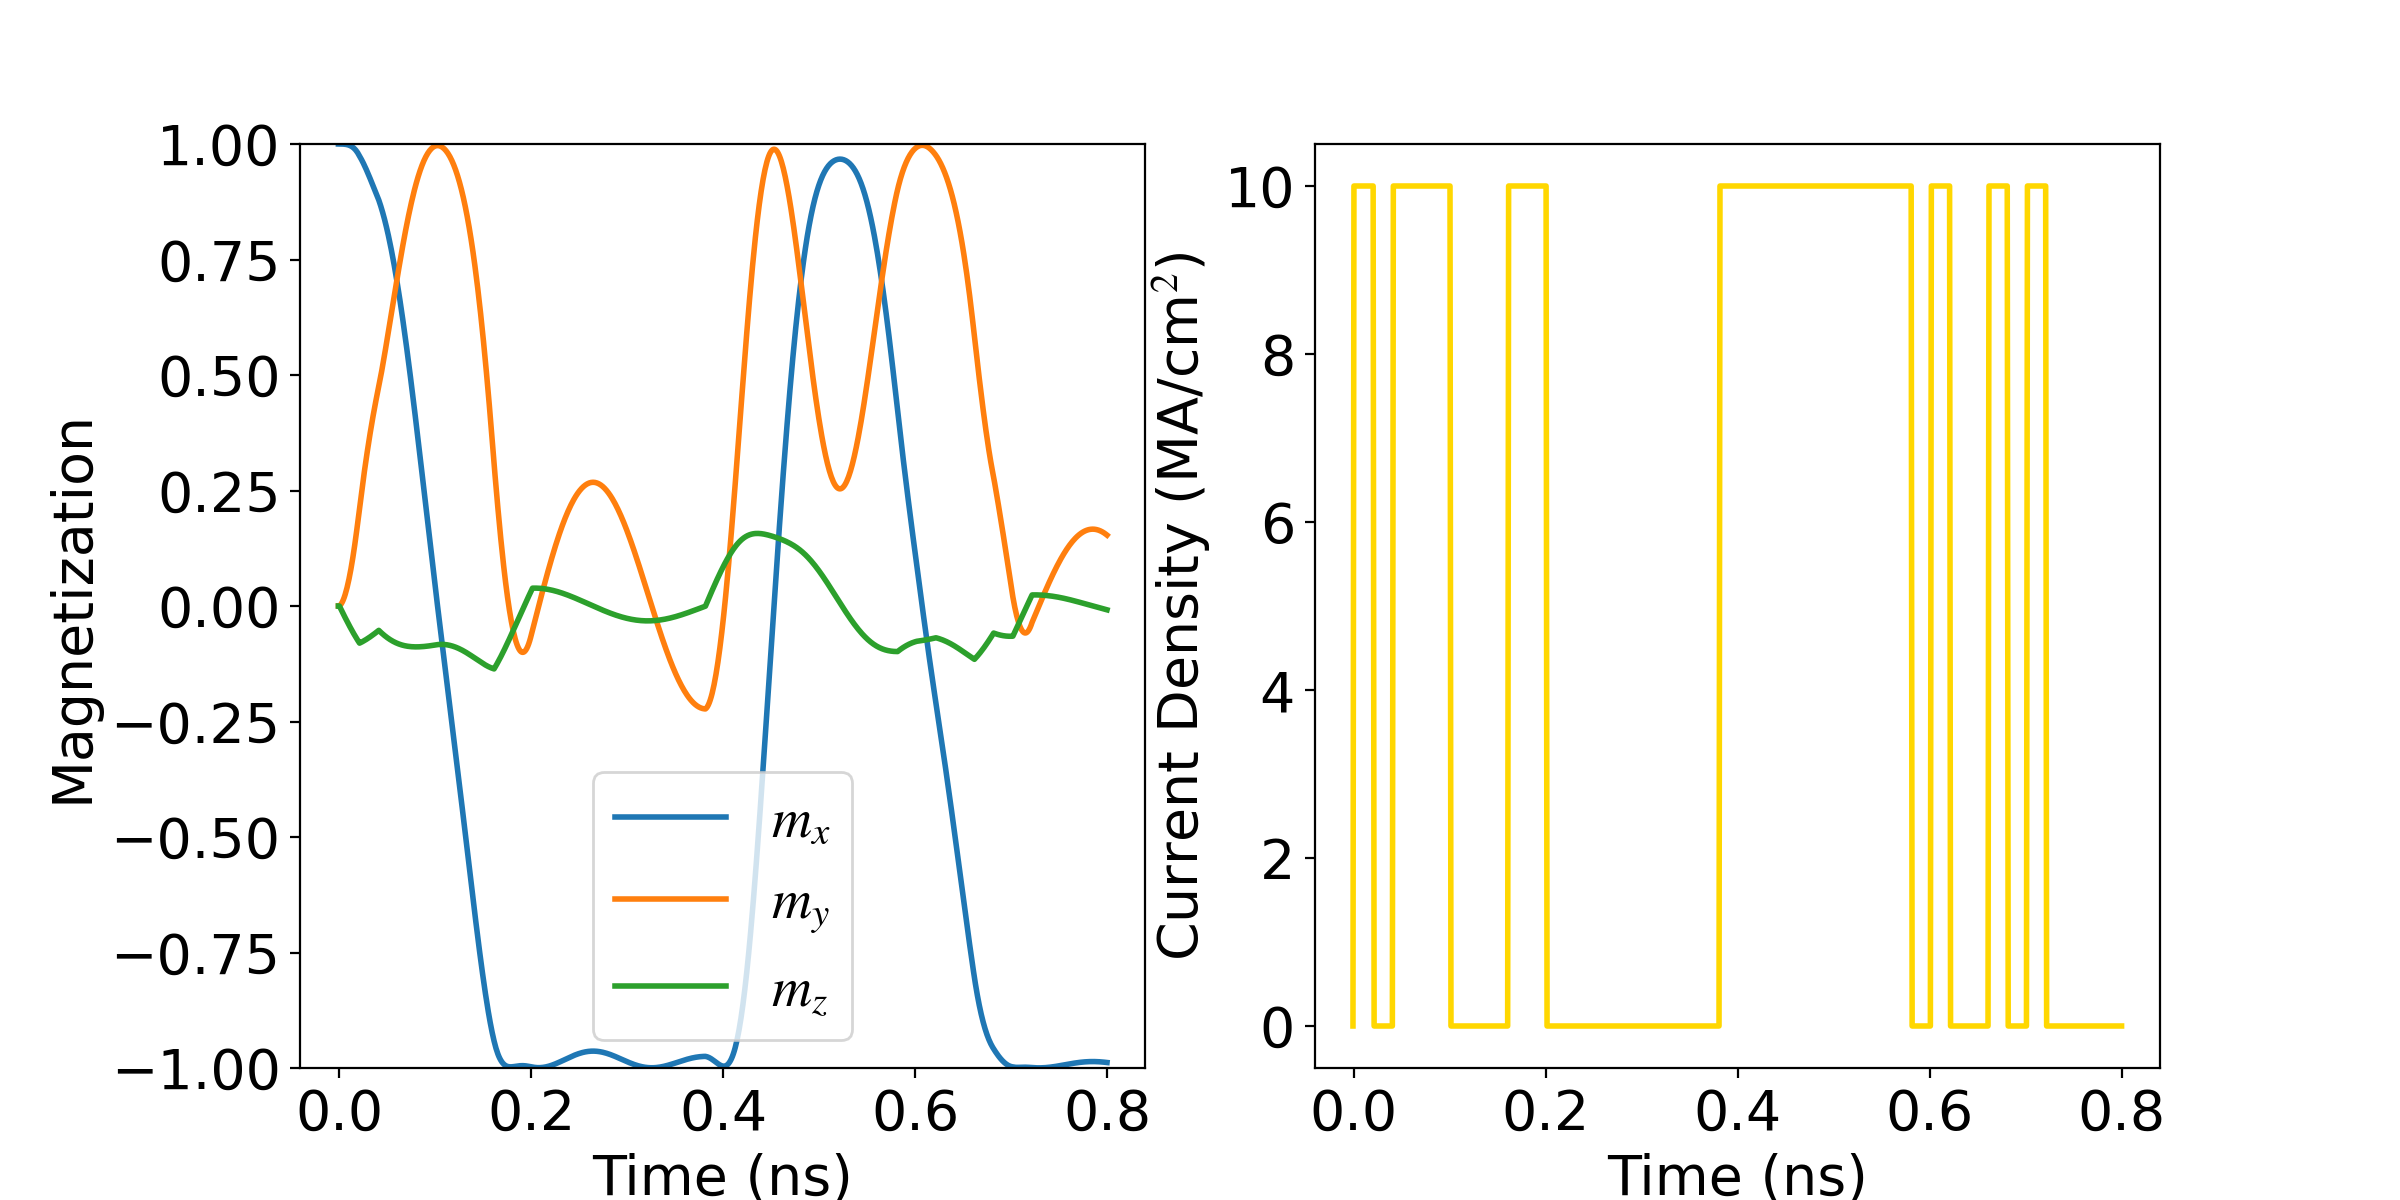 Magnetization
1.00
0.75
0.50
0.25
0.00
−0.25
−0.50
−0.75
−1.00
0.0 0.2 0.4 0.6 0.8
Time (ns)
m_x
m_y
m_z
Current Density (MA/cm²)
10
8
6
4
2
0
0.0 0.2 0.4 0.6 0.8
Time (ns)